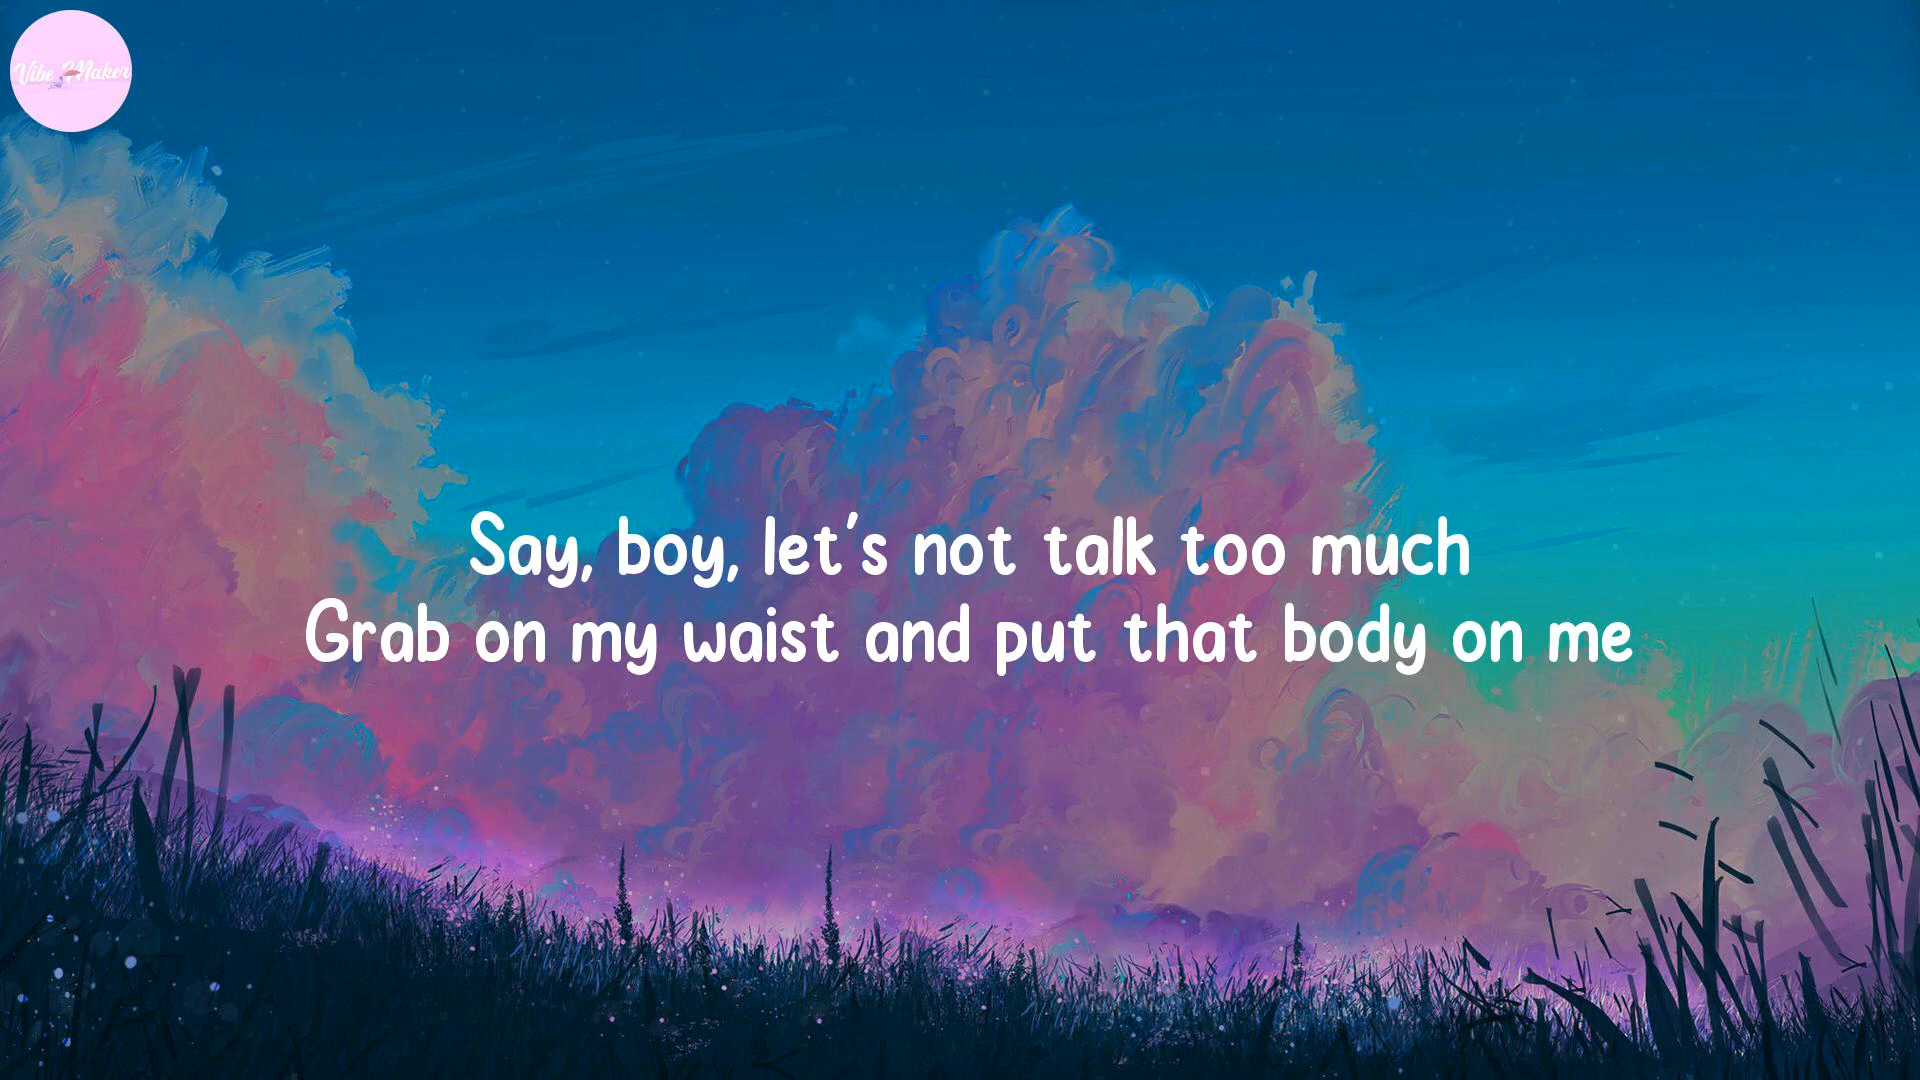 Vibe Maker
Say, boy, let's not talk too much
Grab on my waist and put that body on me